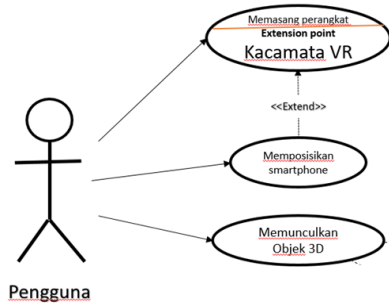 Memasang perangkat
Extension point
Kacamata VR
<<Extend>>
Memposisikan
smartphone
Memunculkan
Objek 3D
Pengguna